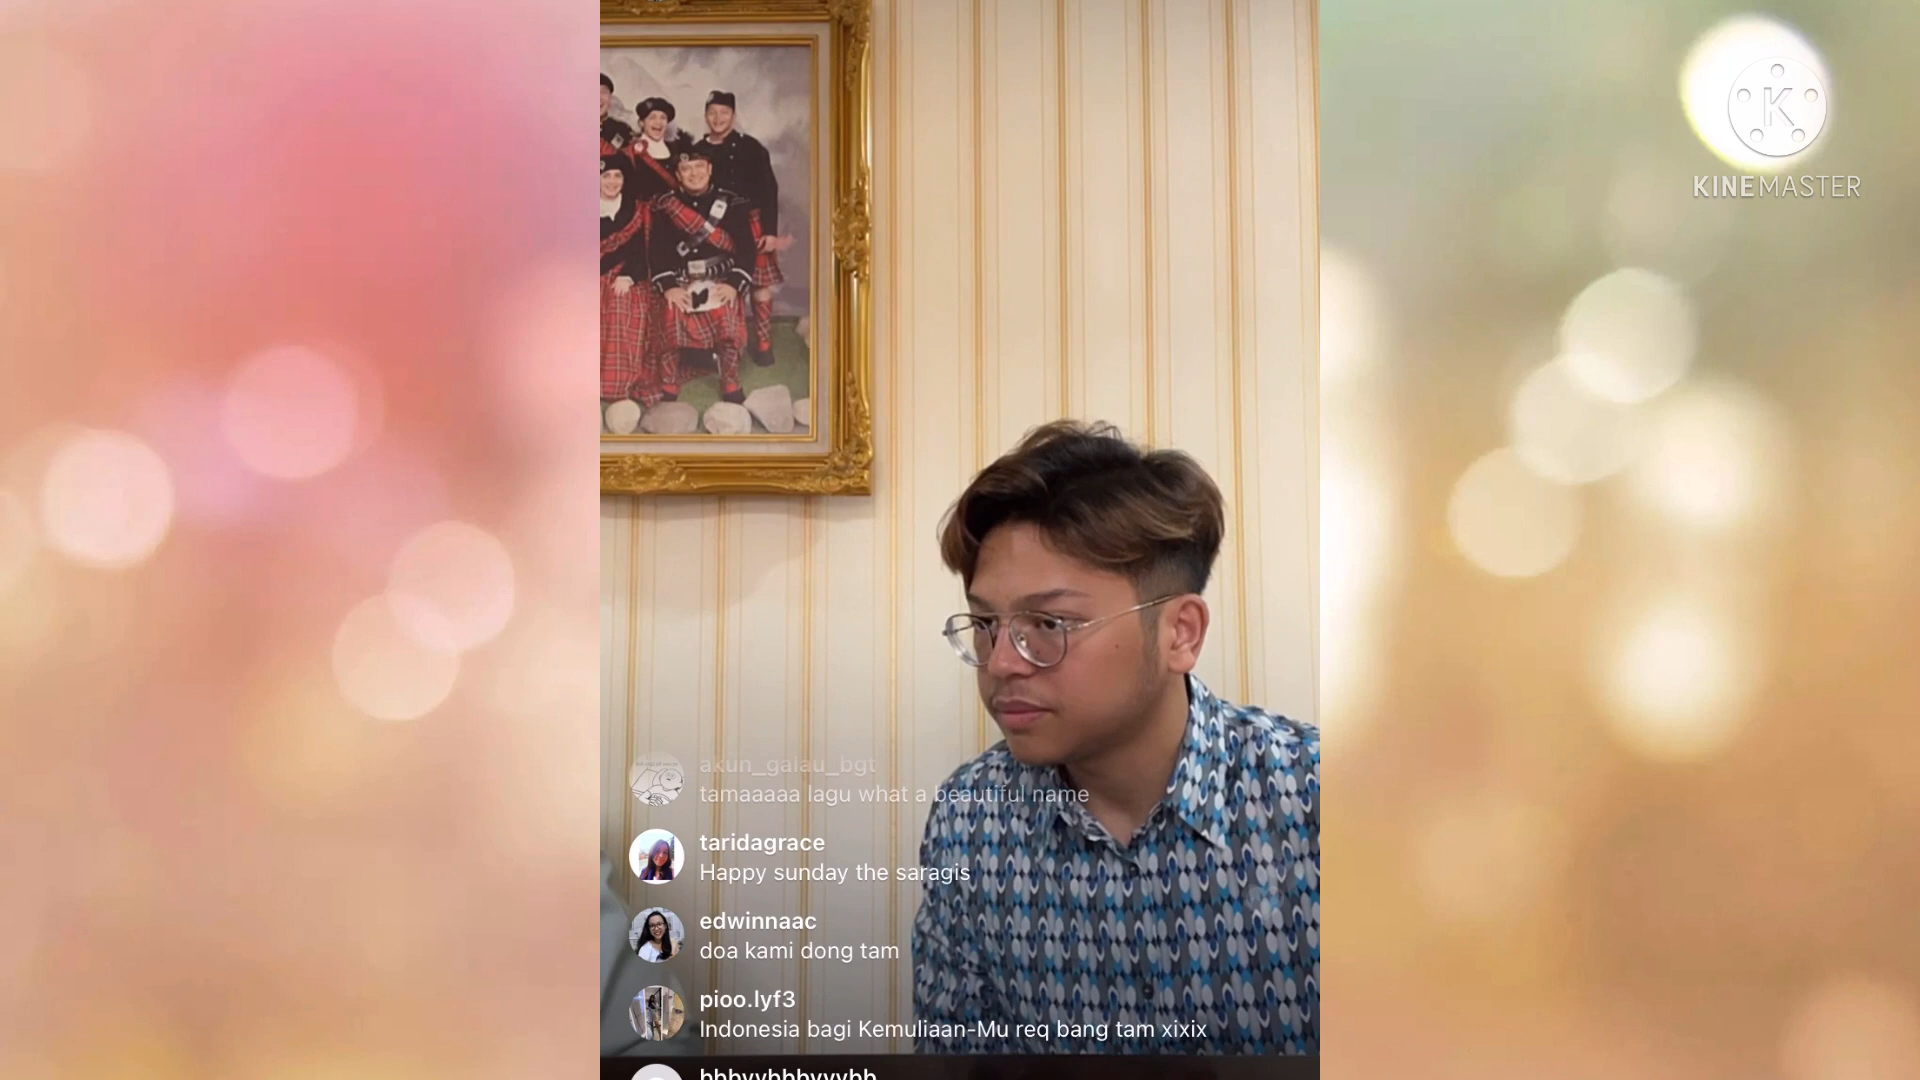 KINEMASTER
akun_galau_bgt
tamaaaaa lagu what a beautiful name
taridagrace
Happy sunday the saragis
edwinnaac
doa kami dong tam
pioo.lyf3
Indonesia bagi Kemuliaan-Mu req bang tam xixix